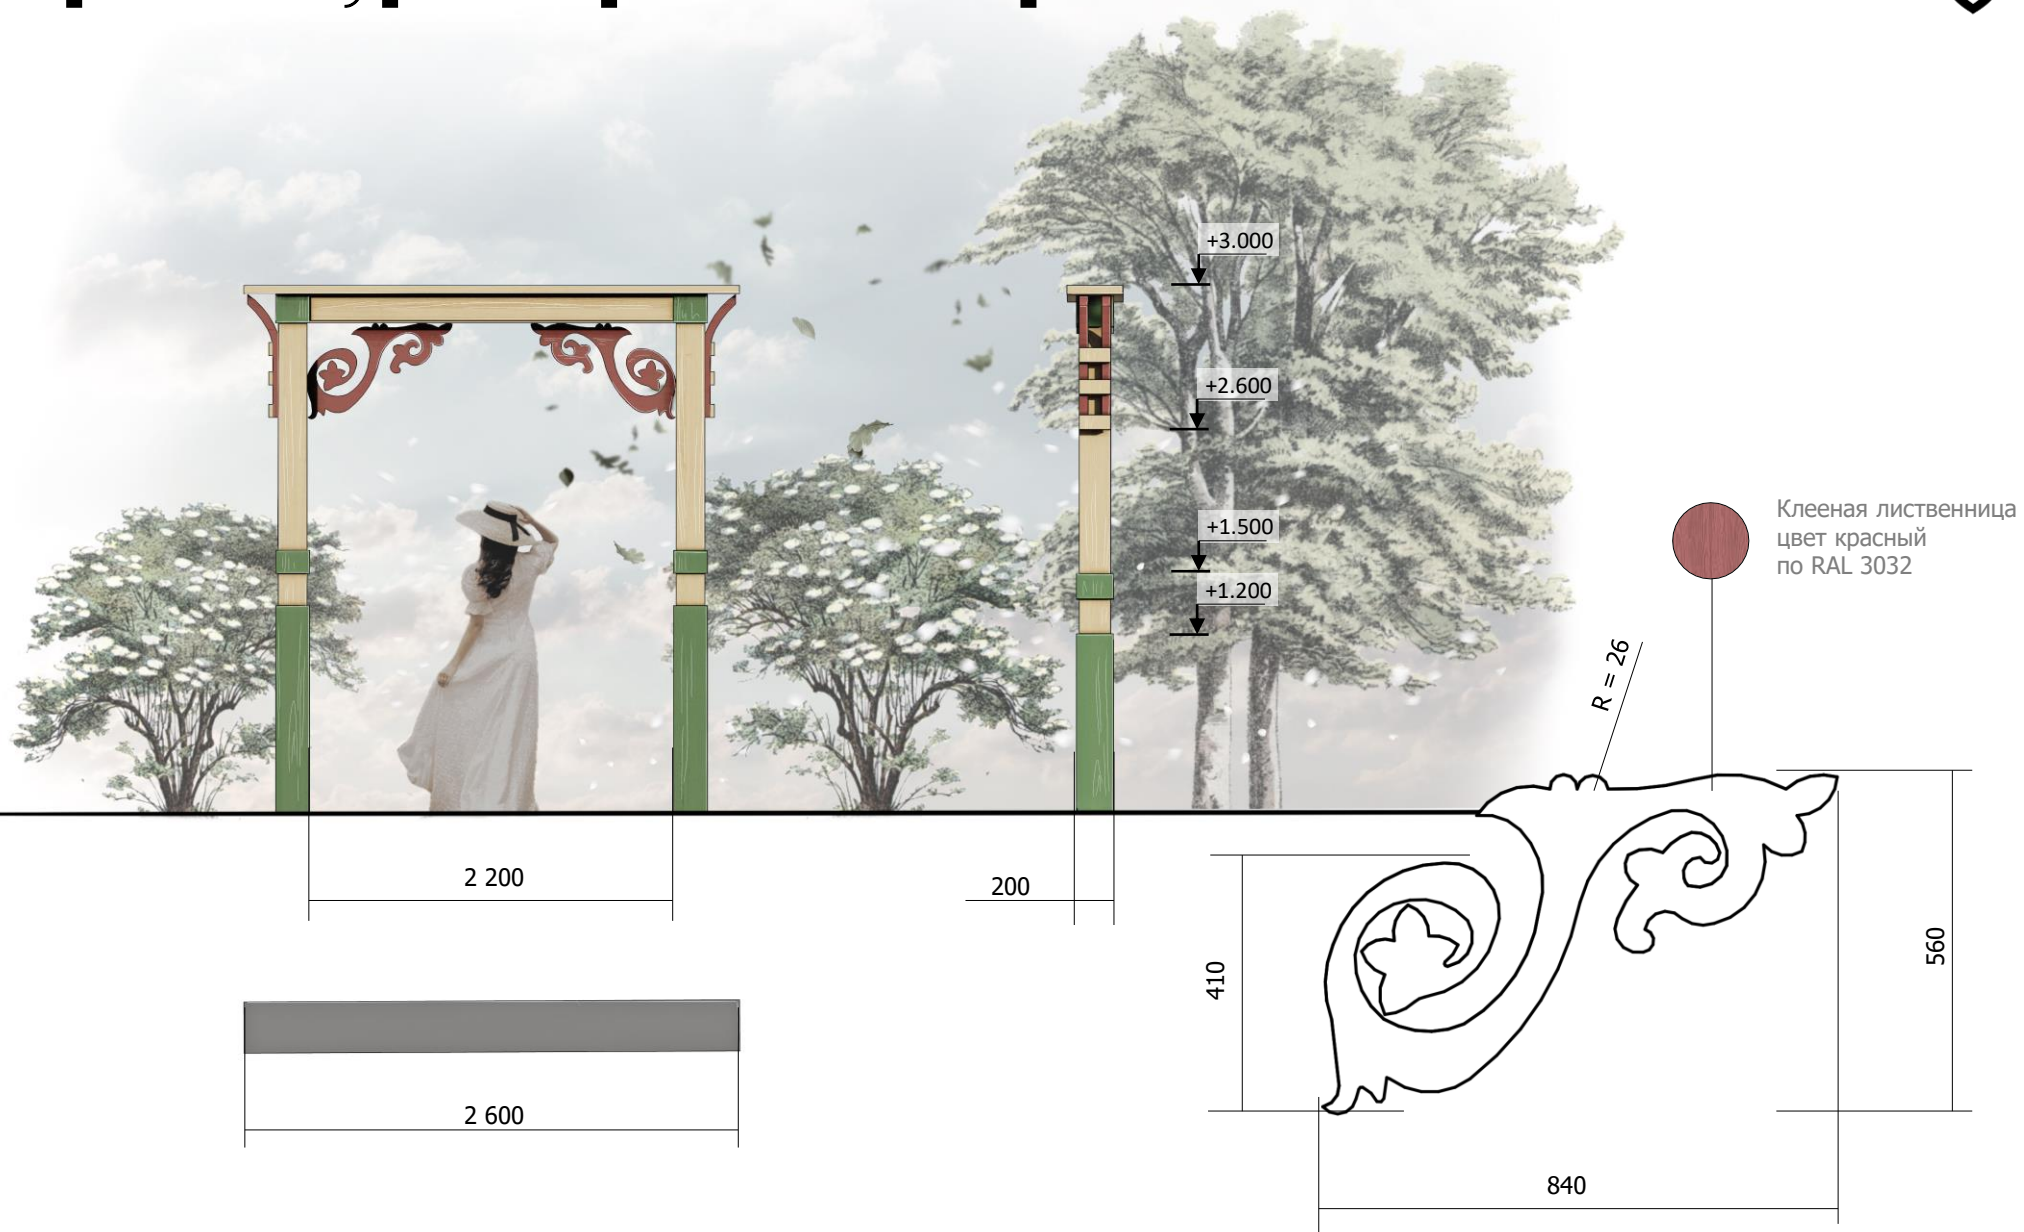 +3.000
+2.600
+1.500
+1.200
Клееная лиственница
цвет красный
по RAL 3032
R = 26
2 200
200
410
560
2 600
840